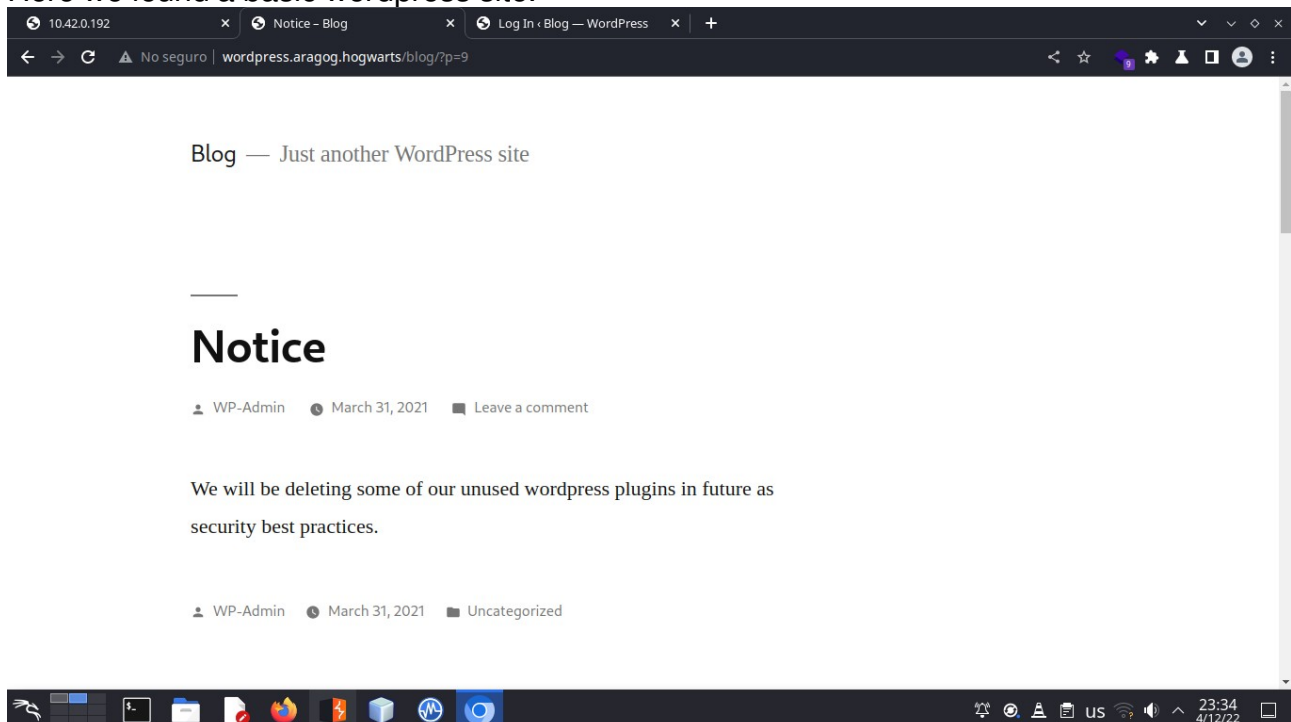 Here we found a basic wordpress site.
10.42.0.192
Notice – Blog
Log In ‹ Blog — WordPress
No seguro | wordpress.aragog.hogwarts/blog/?p=9
9
Blog — Just another WordPress site
Notice
WP-Admin March 31, 2021 Leave a comment
We will be deleting some of our unused wordpress plugins in future as
security best practices.
WP-Admin March 31, 2021 Uncategorized
US
23:34
4/12/22